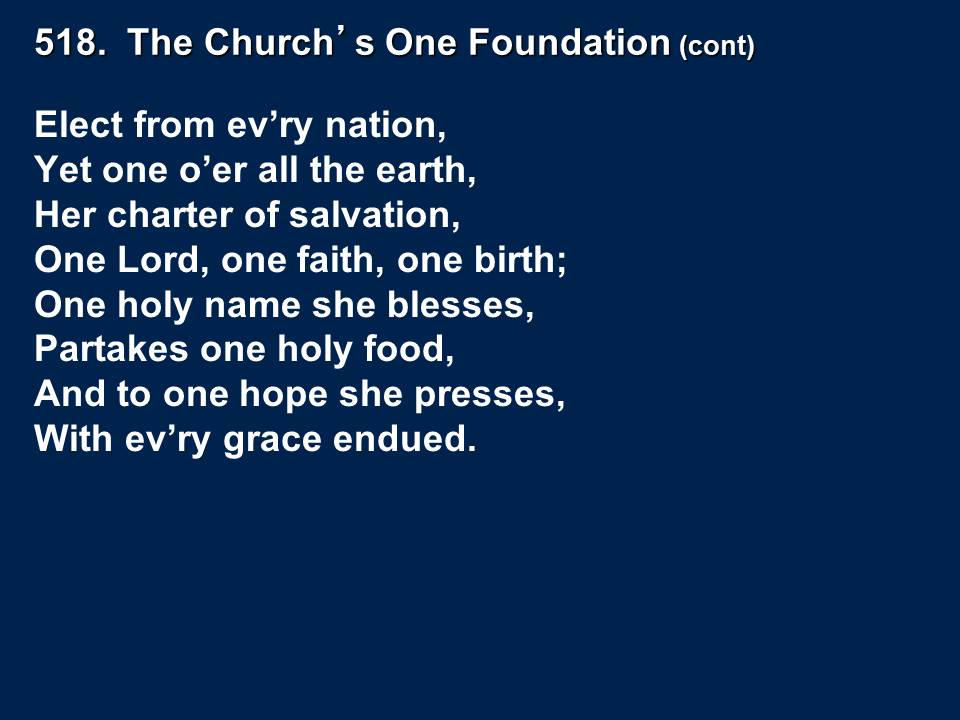 518.  The Church’s One Foundation (cont)
Elect from ev’ry nation,
Yet one o’er all the earth,
Her charter of salvation,
One Lord, one faith, one birth;
One holy name she blesses,
Partakes one holy food,
And to one hope she presses,
With ev’ry grace endued.